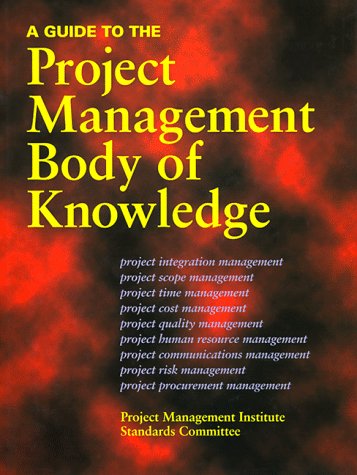 A GUIDE TO THE
Project
Management
Body of
Knowledge
project integration management
project scope management
project time management
project cost management
project quality management
project human resource management
project communications management
project risk management
project procurement management
Project Management Institute
Standards Committee